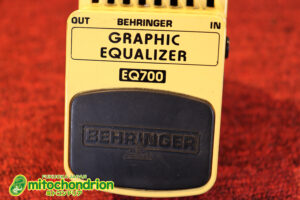 OUT BEHRINGER IN
GRAPHIC
EQUALIZER
EQ700
BEHRINGER
mitochondrion